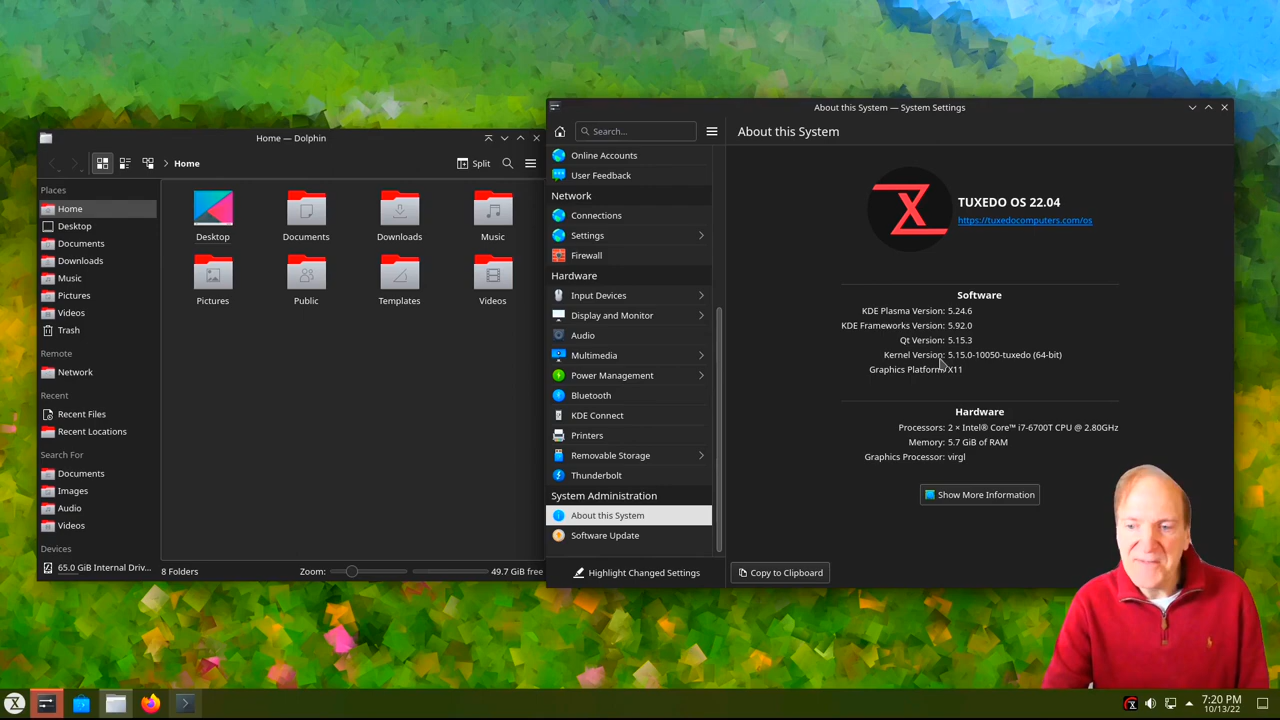 Home — Dolphin
Split
Home
Places
Home
Desktop
Documents
Downloads
Music
Pictures
Videos
Trash
Remote
Network
Recent
Recent Files
Recent Locations
Search For
Documents
Images
Audio
Videos
Devices
65.0 GiB Internal Driv...
Desktop
Documents
Downloads
Music
Pictures
Public
Templates
Videos
8 Folders
Zoom:
49.7 GiB free
About this System — System Settings
Search...
Online Accounts
User Feedback
Network
Connections
Settings
Firewall
Hardware
Input Devices
Display and Monitor
Audio
Multimedia
Power Management
Bluetooth
KDE Connect
Printers
Removable Storage
Thunderbolt
System Administration
About this System
Software Update
Highlight Changed Settings
About this System
TUXEDO OS 22.04
https://tuxedocomputers.com/os
Software
KDE Plasma Version: 5.24.6
KDE Frameworks Version: 5.92.0
Qt Version: 5.15.3
Kernel Version: 5.15.0-10050-tuxedo (64-bit)
Graphics Platform: X11
Hardware
Processors: 2 × Intel® Core™ i7-6700T CPU @ 2.80GHz
Memory: 5.7 GiB of RAM
Graphics Processor: virgl
Show More Information
Copy to Clipboard
7:20 PM
10/13/22